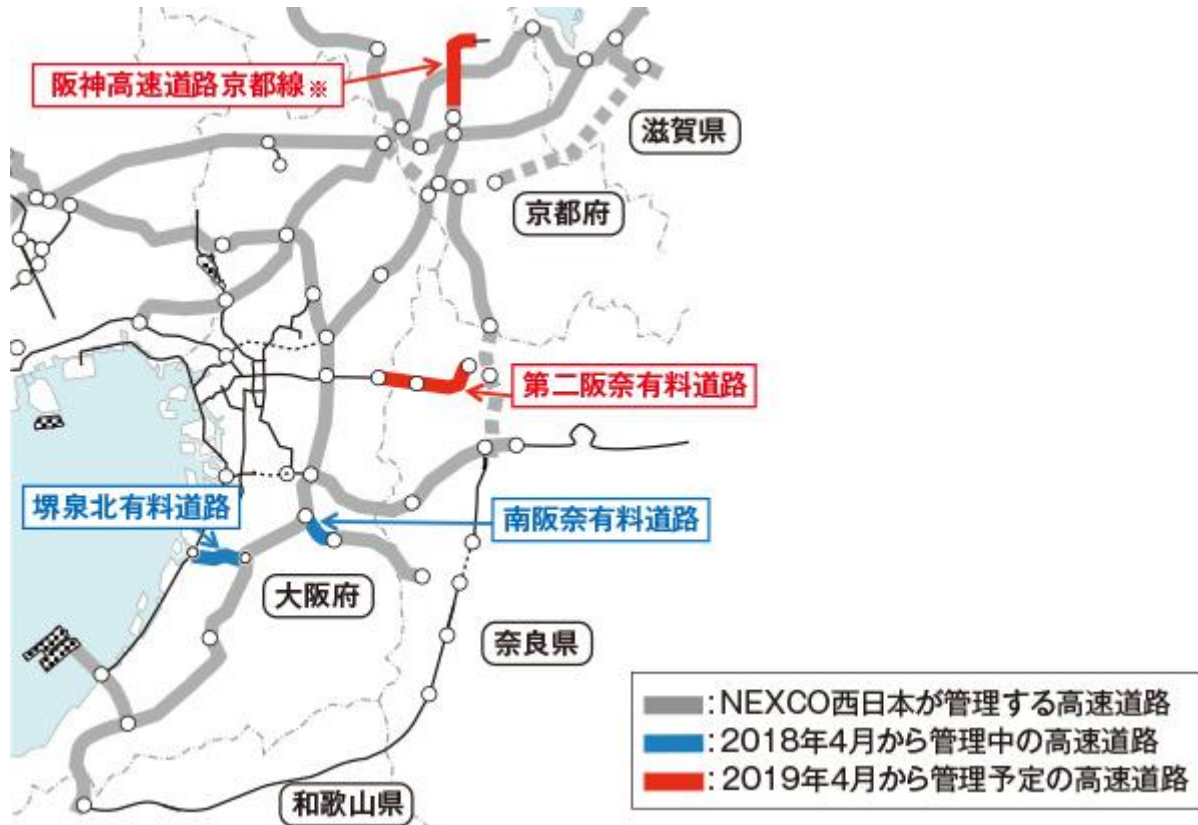 阪神高速道路京都線※
滋賀県
京都府
第二阪奈有料道路
堺泉北有料道路
南阪奈有料道路
大阪府
奈良県
和歌山県
:NEXCO西日本が管理する高速道路
:2018年4月から管理中の高速道路
:2019年4月から管理予定の高速道路